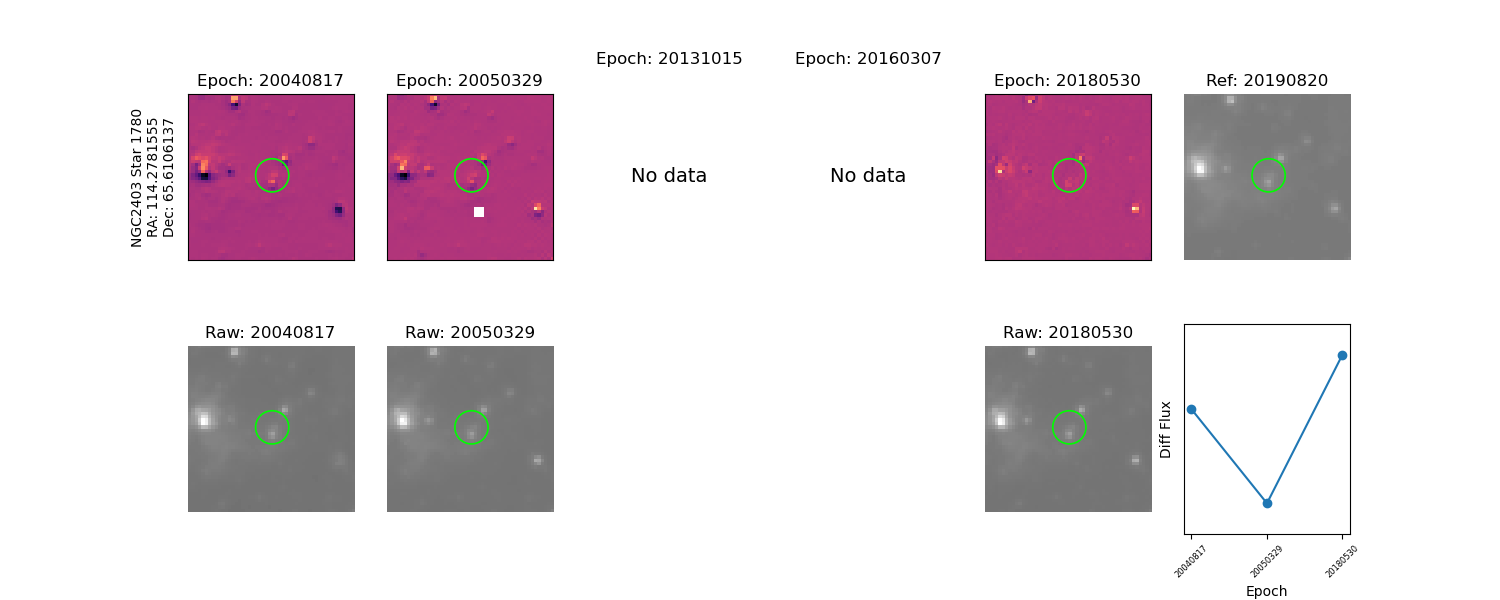 Epoch: 20131015
Epoch: 20160307
Epoch: 20040817
Epoch: 20050329
Epoch: 20180530
Ref: 20190820
NGC2403 Star 1780
RA: 114.2781555
Dec: 65.6106137
No data
No data
Raw: 20040817
Raw: 20050329
Raw: 20180530
Diff Flux
20040817
20050329
20180530
Epoch